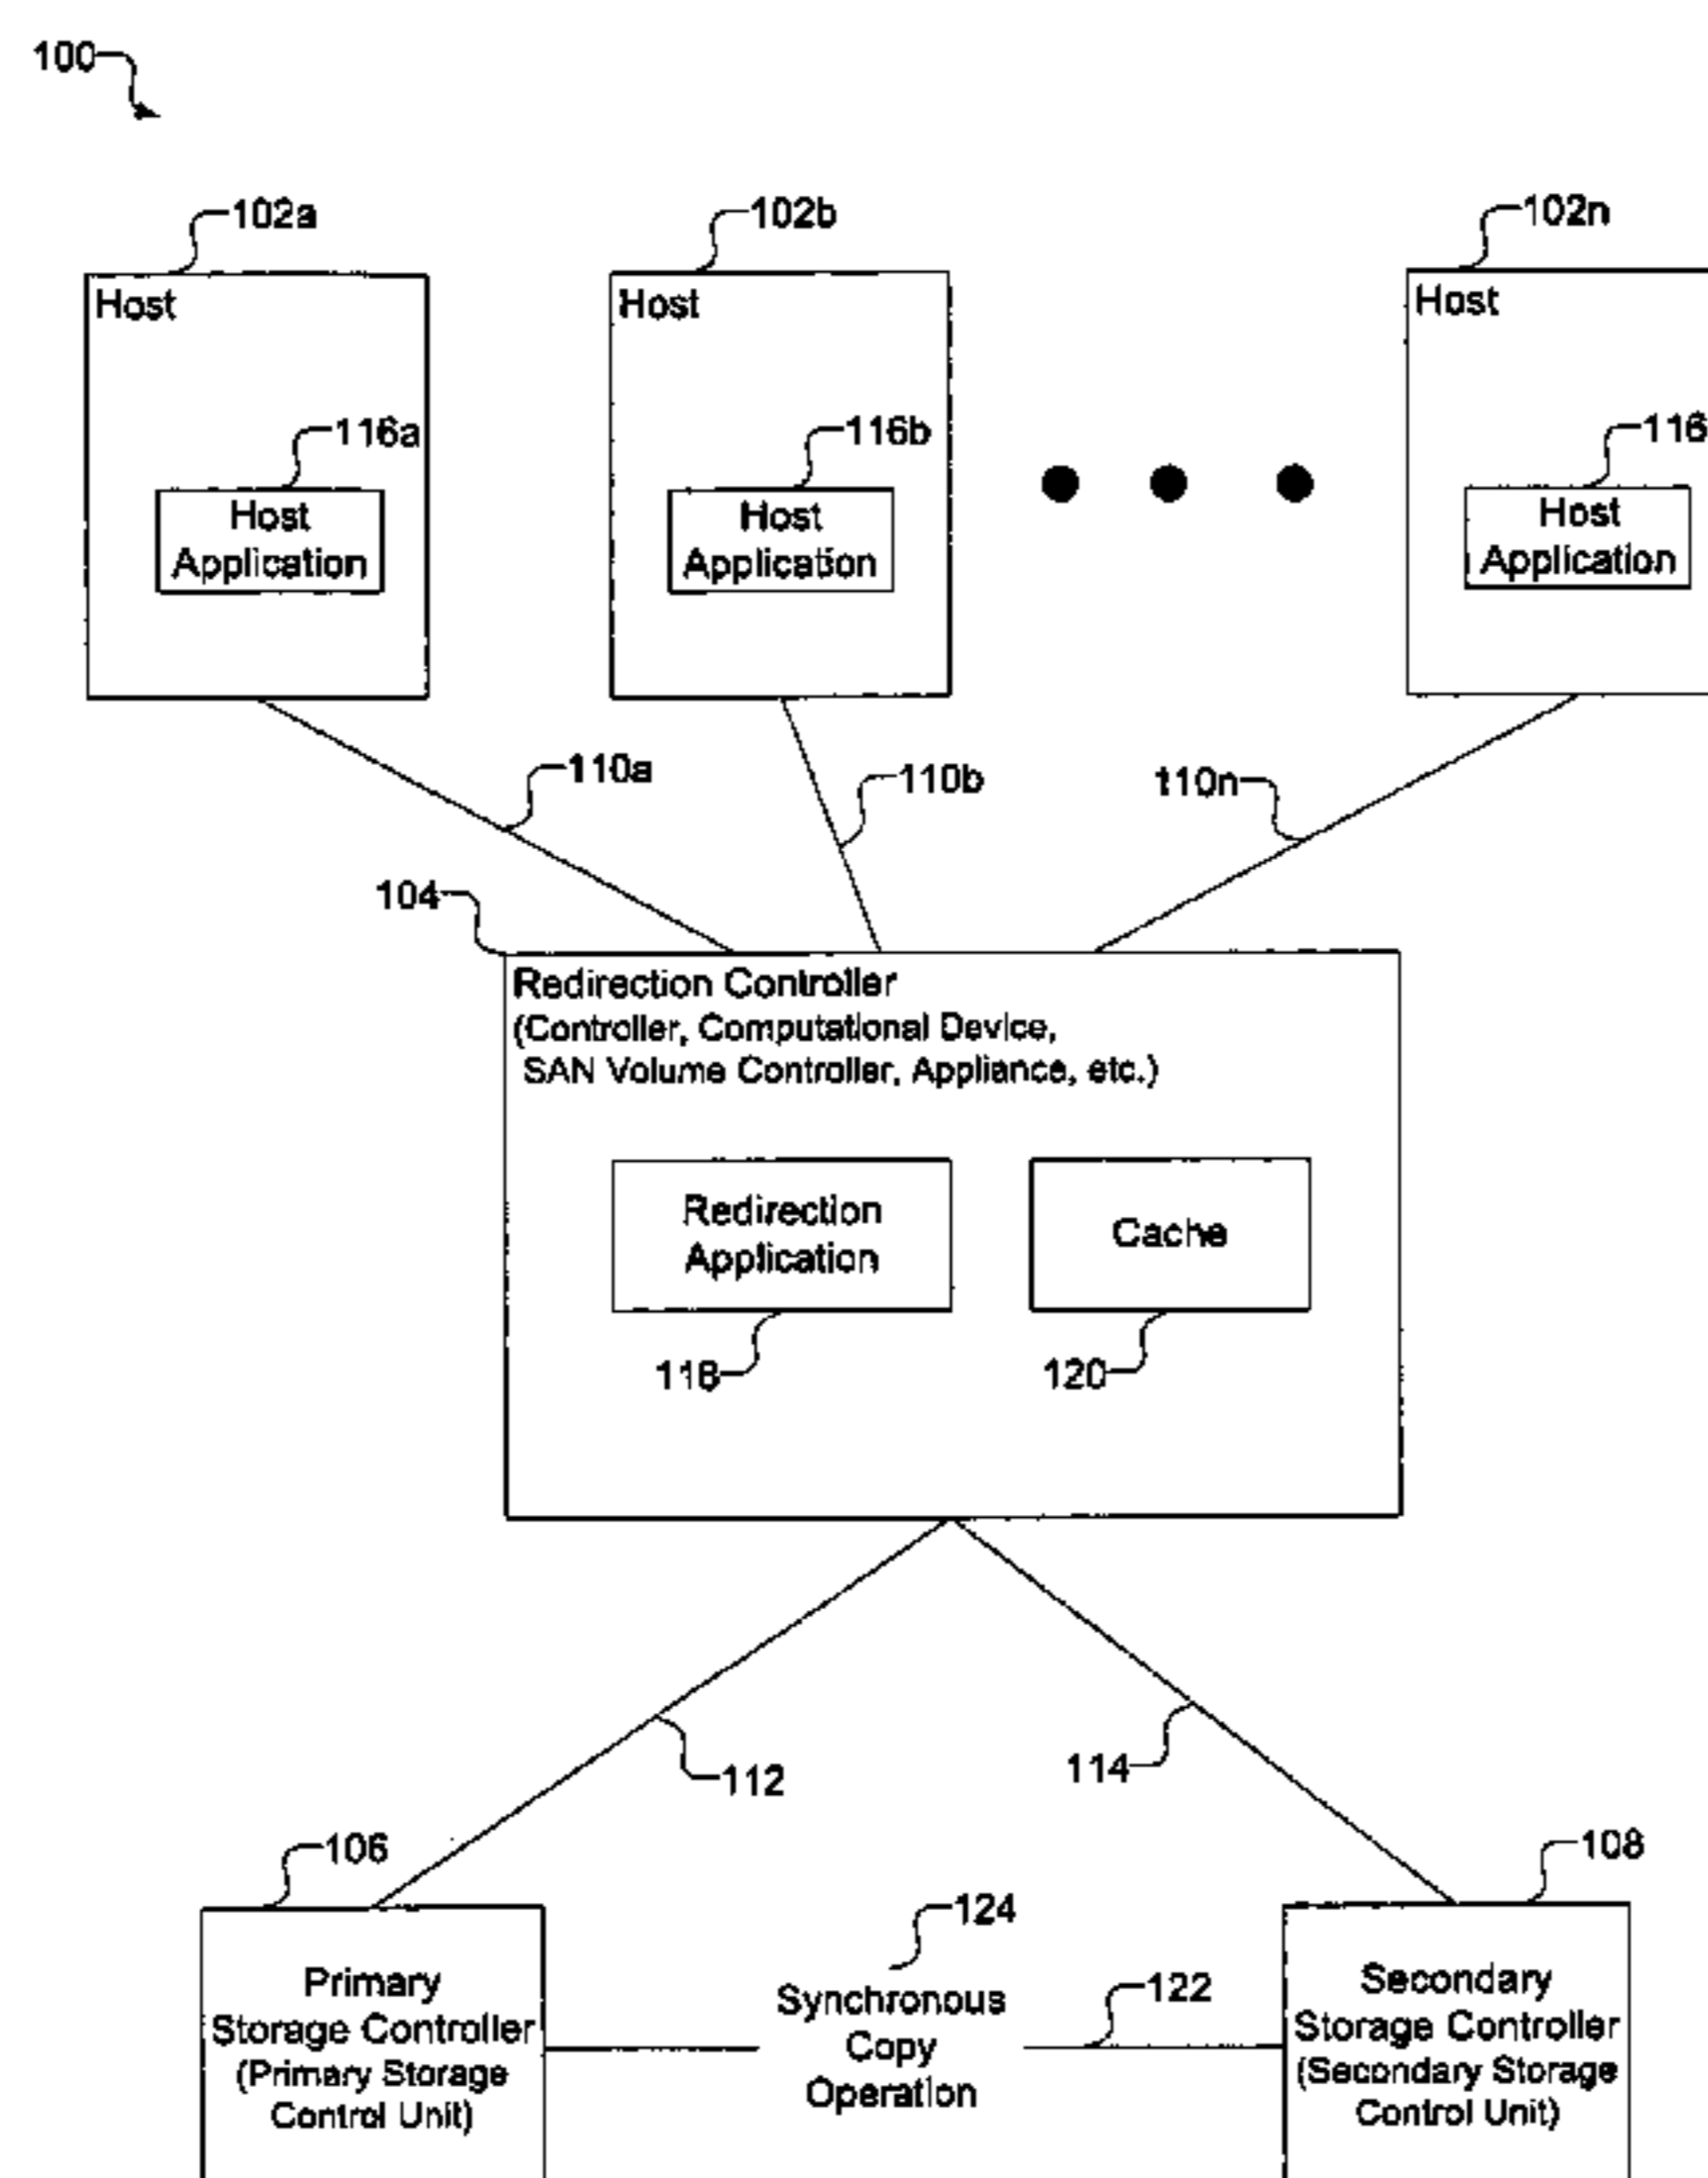 100
102a
102b
102n
Host
Host
Host
116a
116b
116
Host
Application
Host
Application
Host
Application
110a
110b
110n
104
Redirection Controller
(Controller, Computational Device,
SAN Volume Controller, Appliance, etc.)
Redirection
Application
Cache
118
120
112
114
106
108
124
Primary
Storage Controller
(Primary Storage
Control Unit)
Synchronous
Copy
Operation
122
Secondary
Storage Controller
(Secondary Storage
Control Unit)